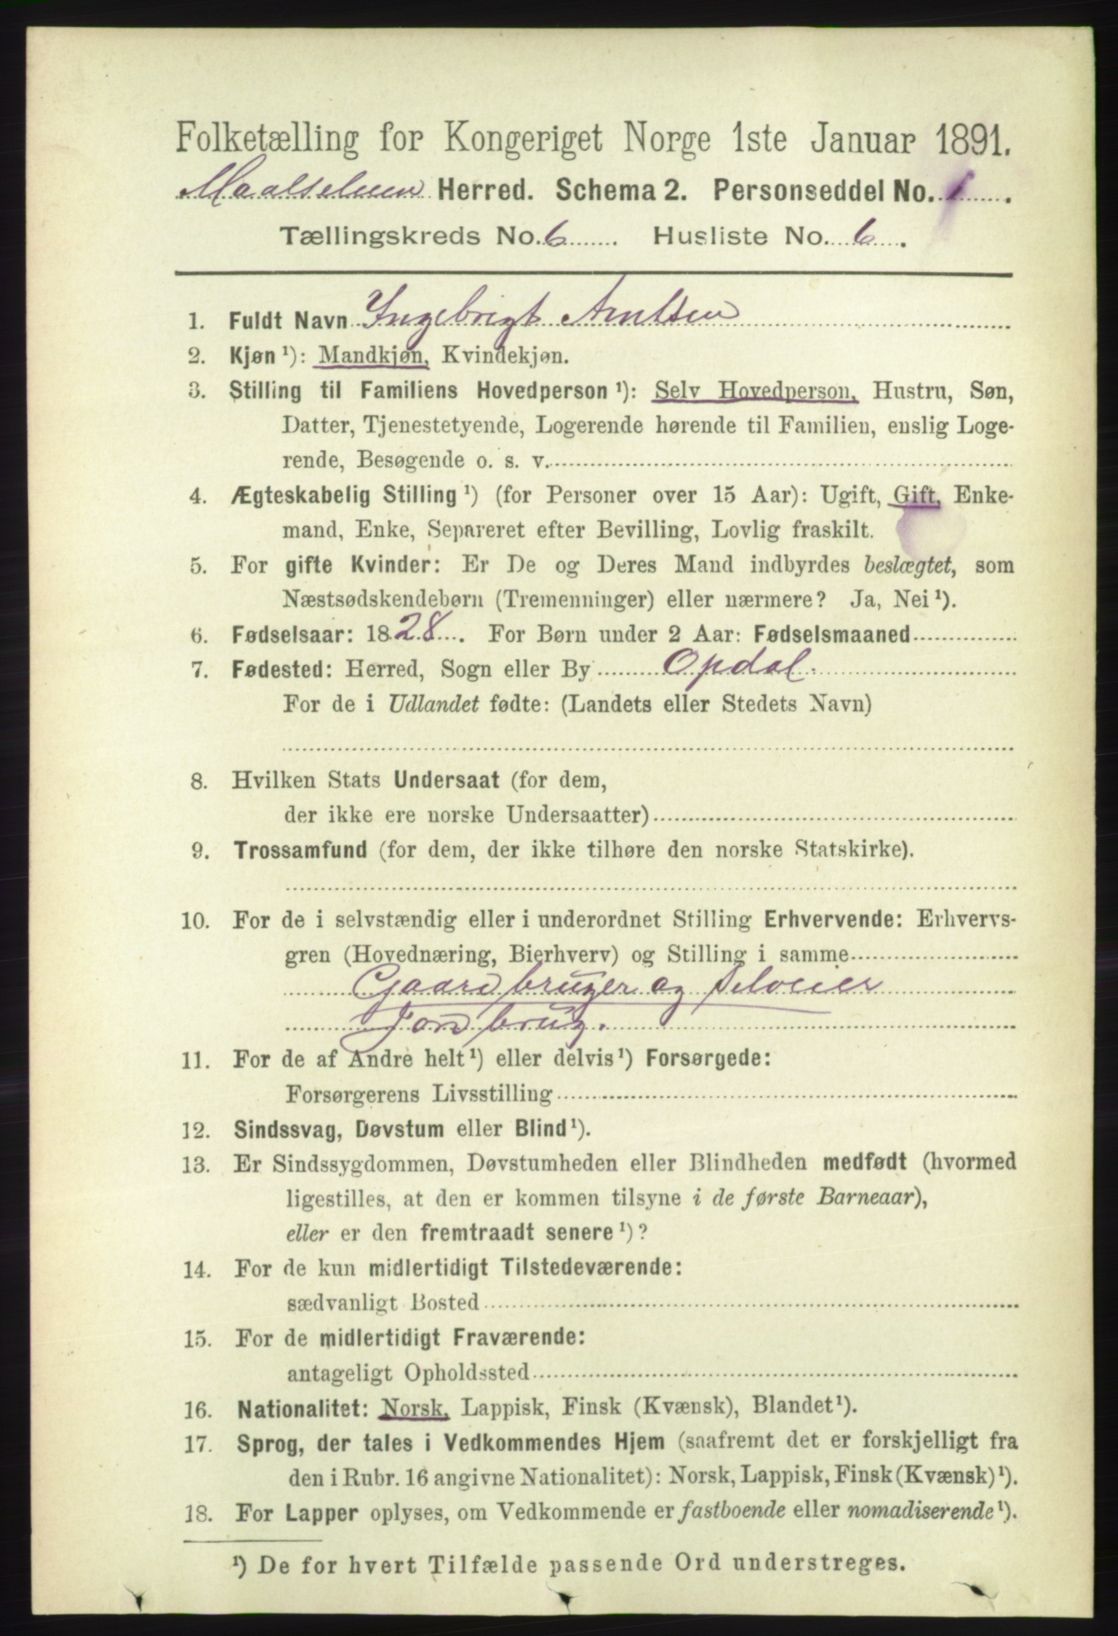 Folketælling for Kongeriget Norge 1ste Januar 1891.
Maalselven Herred. Schema 2. Personseddel No. 1.
Tællingskreds No. 6. Husliste No. 6.
1. Fuldt Navn Ingebrigt Arntsen
2. Kjøn ¹): Mandkjøn, Kvindekjøn.
3. Stilling til Familiens Hovedperson ¹): Selv Hovedperson, Hustru, Søn,
Datter, Tjenestetyende, Logerende hørende til Familien, enslig Loge-
rende, Besøgende o. s. v.
4. Ægteskabelig Stilling ¹) (for Personer over 15 Aar): Ugift, Gift, Enke-
mand, Enke, Separeret efter Bevilling, Lovlig fraskilt.
5. For gifte Kvinder: Er De og Deres Mand indbyrdes beslægtet, som
Næstsødskendebørn (Tremenninger) eller nærmere? Ja, Nei ¹).
6. Fødselsaar: 1828. For Børn under 2 Aar: Fødselsmaaned
7. Fødested: Herred, Sogn eller By Opdal.
For de i Udlandet fødte: (Landets eller Stedets Navn)
8. Hvilken Stats Undersaat (for dem,
der ikke ere norske Undersaatter)
9. Trossamfund (for dem, der ikke tilhøre den norske Statskirke).
10. For de i selvstændig eller i underordnet Stilling Erhvervende: Erhvervs-
gren (Hovednæring, Bierhverv) og Stilling i samme
Gaardbruger og Selveier
Jordbrug.
11. For de af Andre helt ¹) eller delvis ¹) Forsørgede:
Forsørgerens Livsstilling
12. Sindssvag, Døvstum eller Blind ¹).
13. Er Sindssygdommen, Døvstumheden eller Blindheden medfødt (hvormed
ligestilles, at den er kommen tilsyne i de første Barneaar),
eller er den fremtraadt senere ¹)?
14. For de kun midlertidigt Tilstedeværende:
sædvanligt Bosted
15. For de midlertidigt Fraværende:
antageligt Opholdssted
16. Nationalitet: Norsk, Lappisk, Finsk (Kvænsk), Blandet ¹).
17. Sprog, der tales i Vedkommendes Hjem (saafremt det er forskjelligt fra
den i Rubr. 16 angivne Nationalitet): Norsk, Lappisk, Finsk (Kvænsk) ¹).
18. For Lapper oplyses, om Vedkommende er fastboende eller nomadiserende ¹).
¹) De for hvert Tilfælde passende Ord understreges.